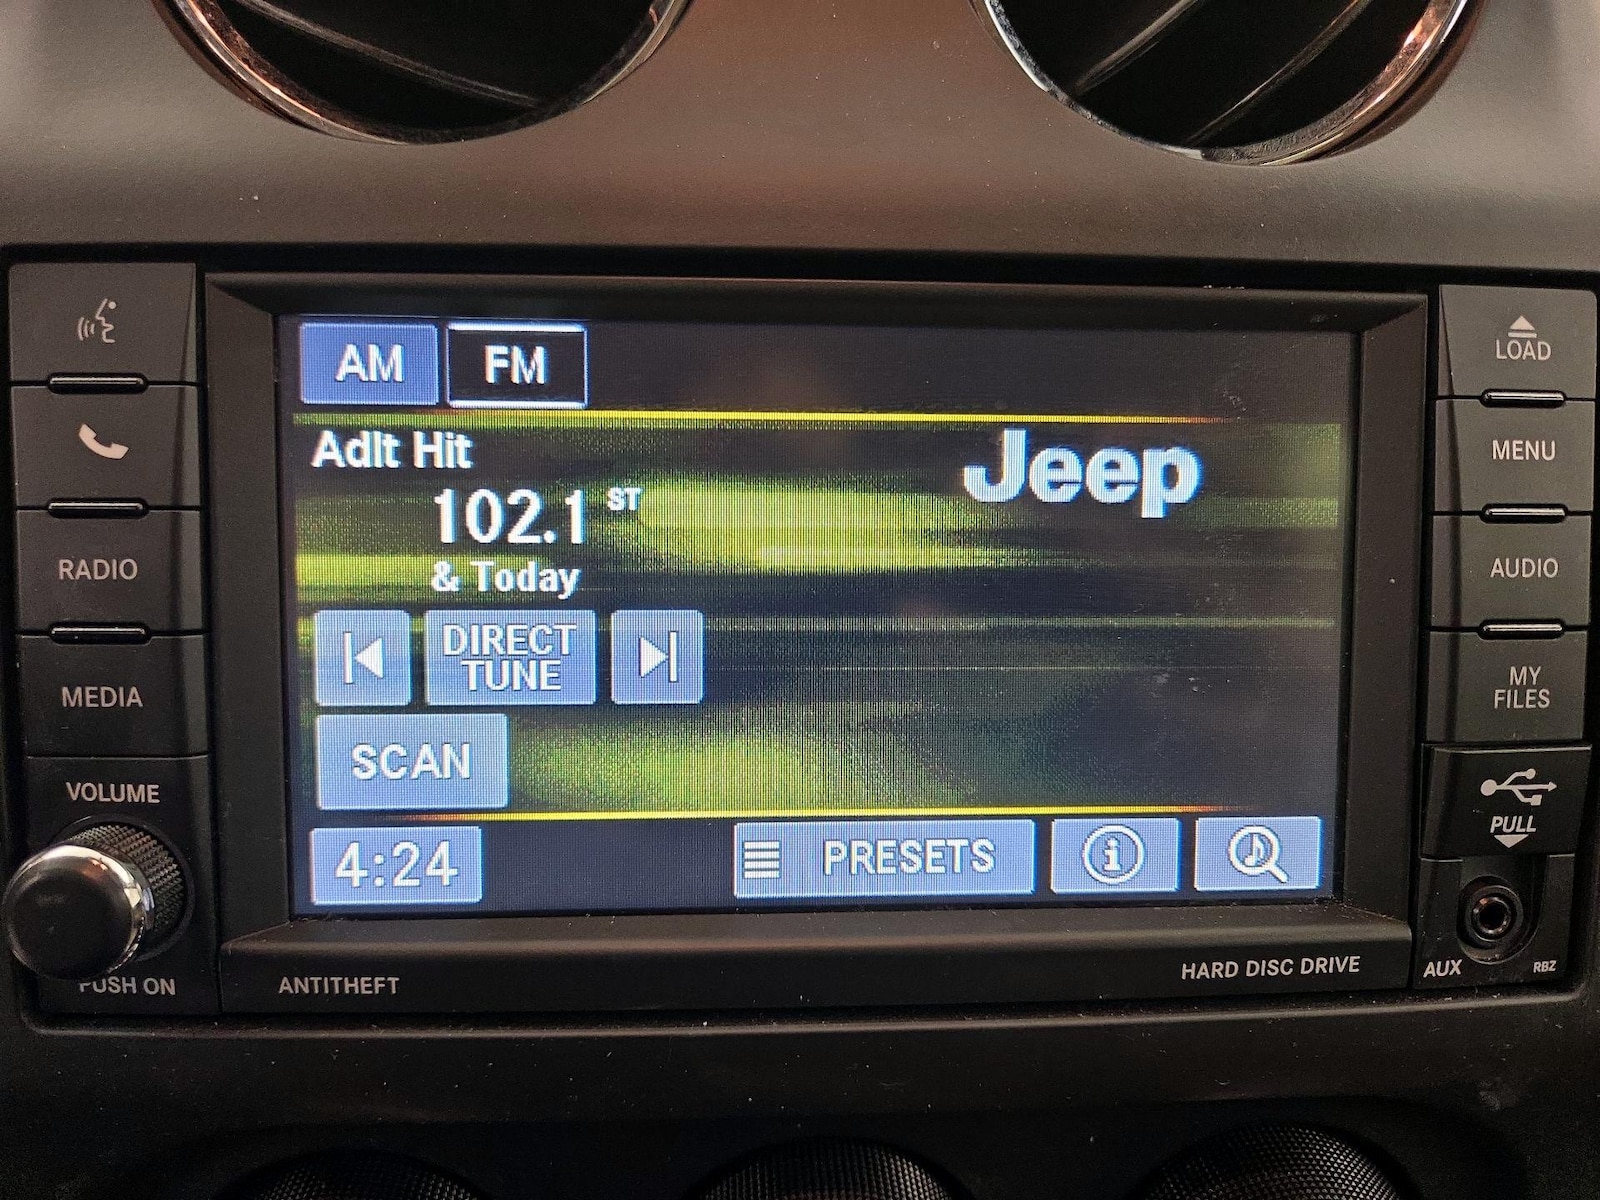 AM FM
Adlt Hit
Jeep
102.1 ST
& Today
DIRECT
TUNE
SCAN
4:24
PRESETS
RADIO
MEDIA
VOLUME
PUSH ON
ANTITHEFT
HARD DISC DRIVE
LOAD
MENU
AUDIO
MY
FILES
PULL
AUX
RBZ